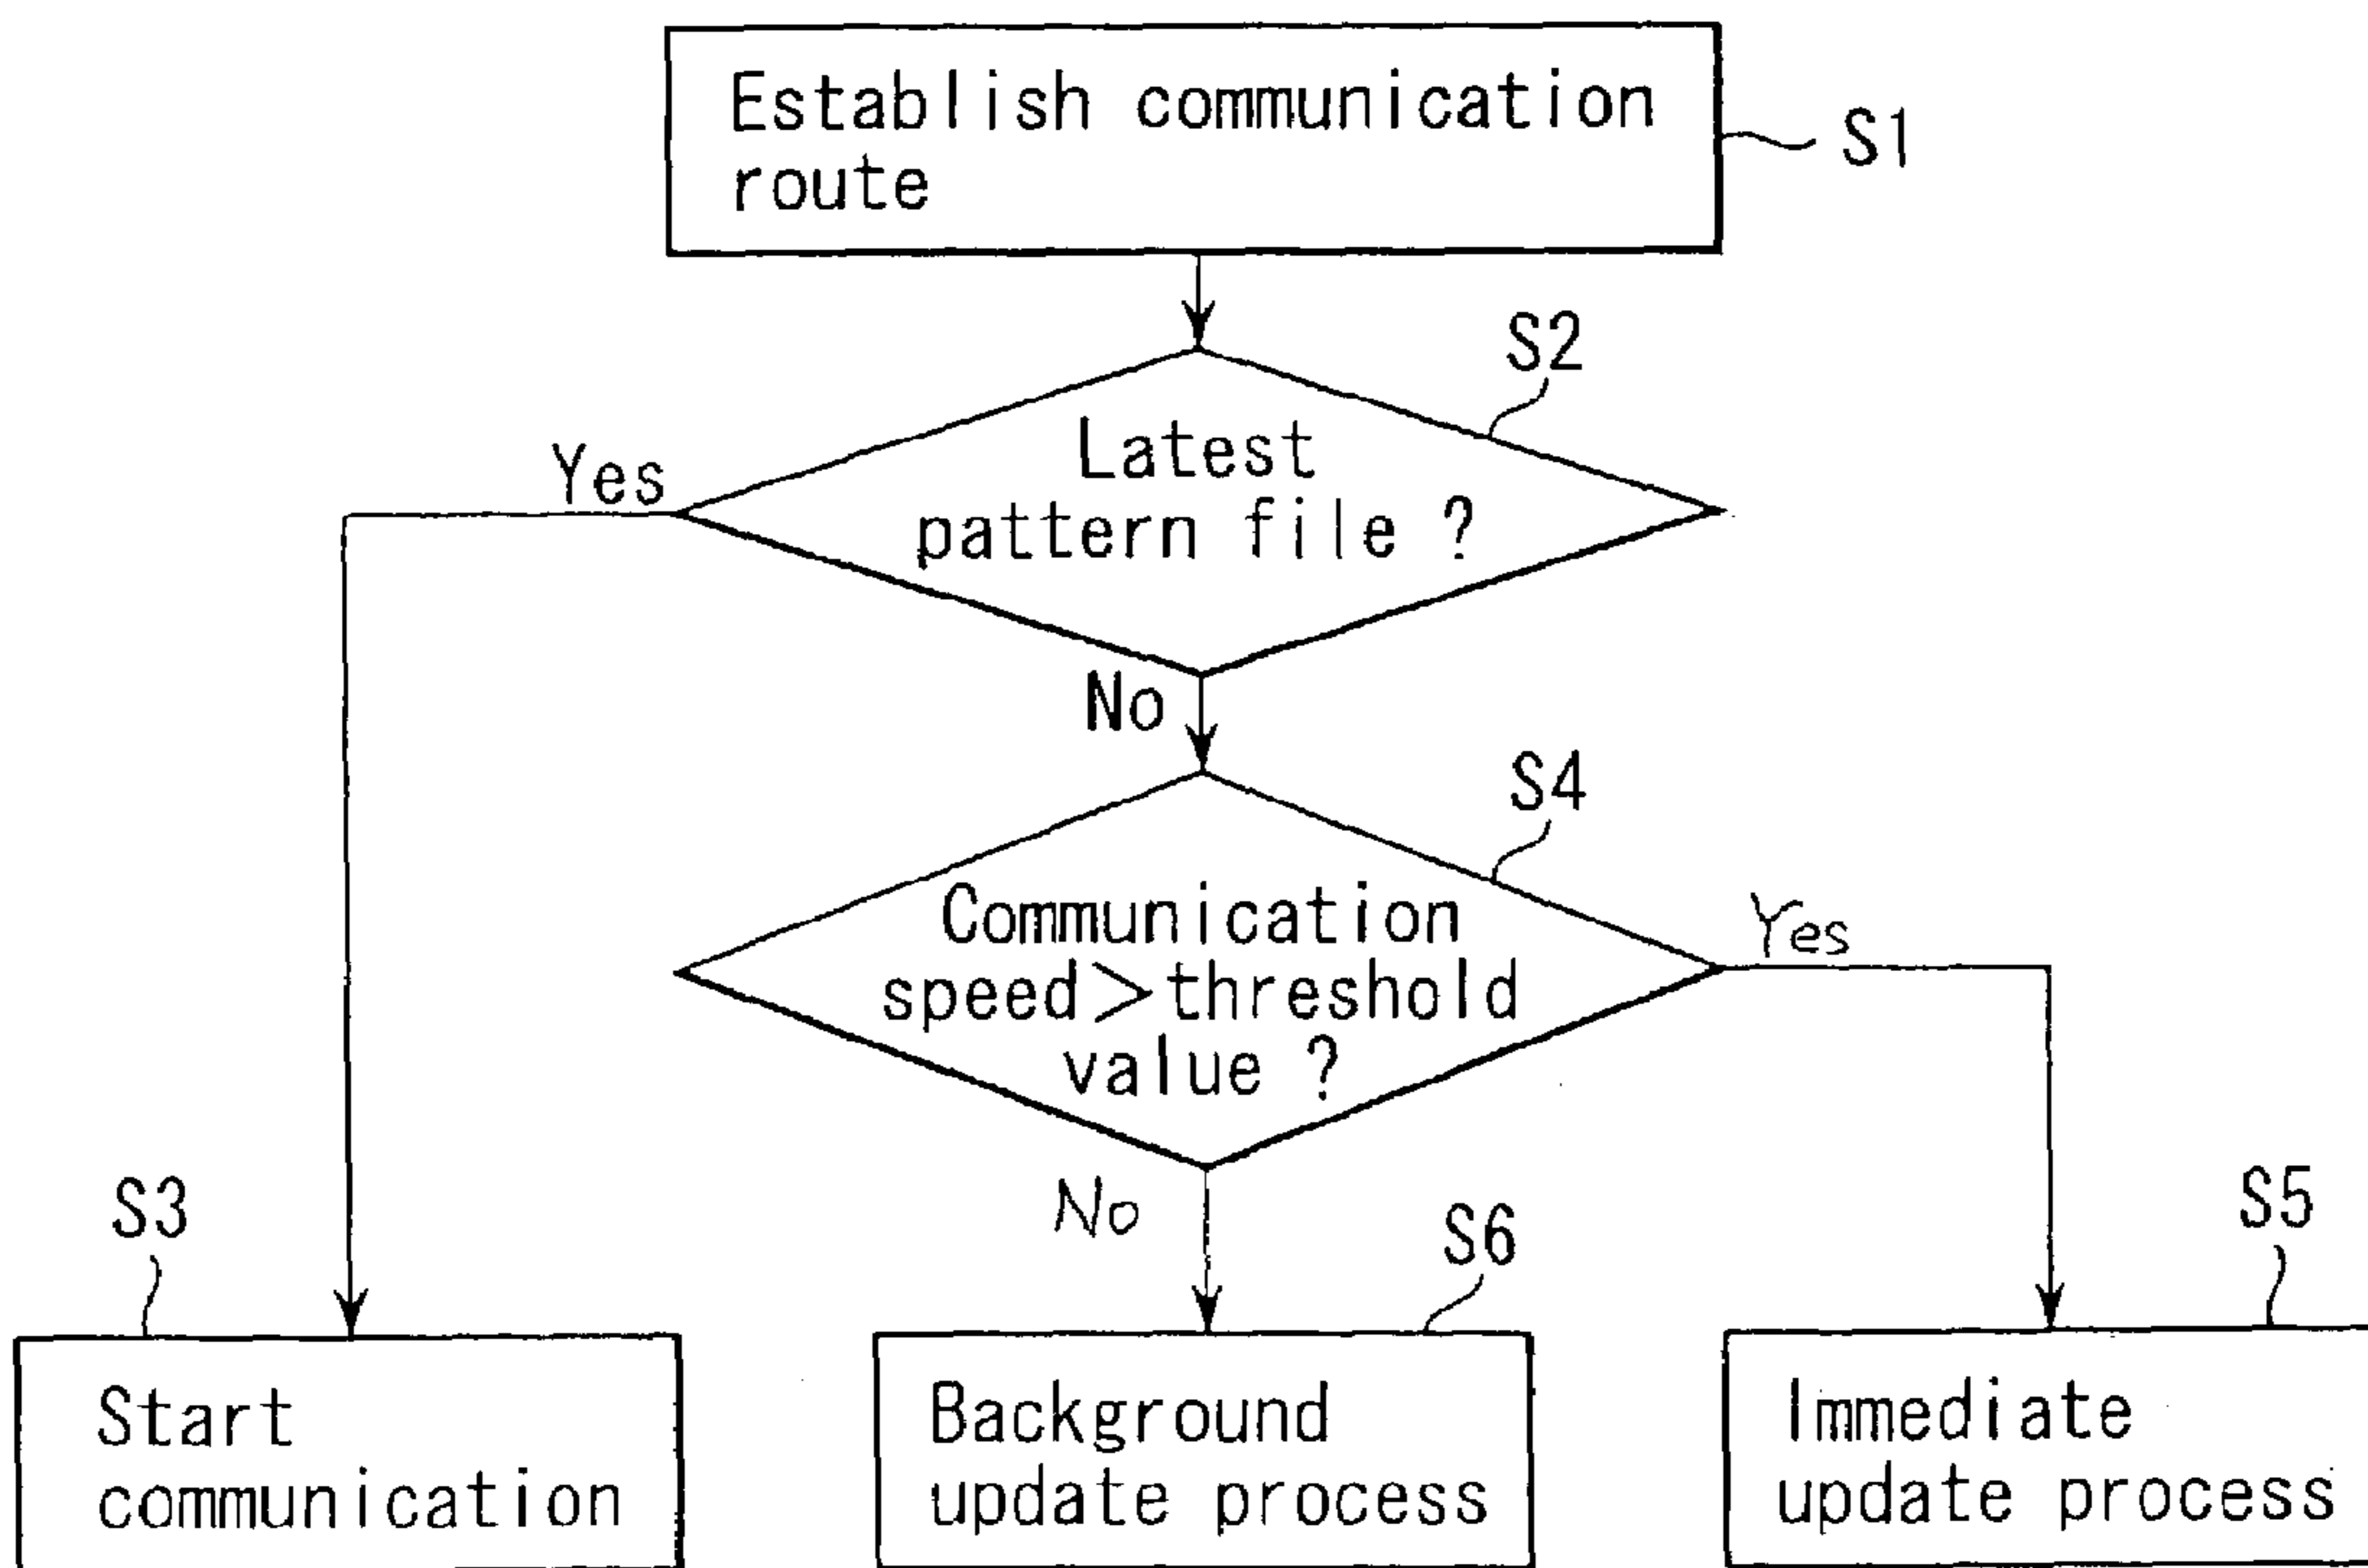 Establish communication
route
S1
S2
Latest
pattern file ?
Yes
No
S4
Communication
speed>threshold
value ?
Yes
No
S3
S6
S5
Start
communication
Background
update process
Immediate
update process